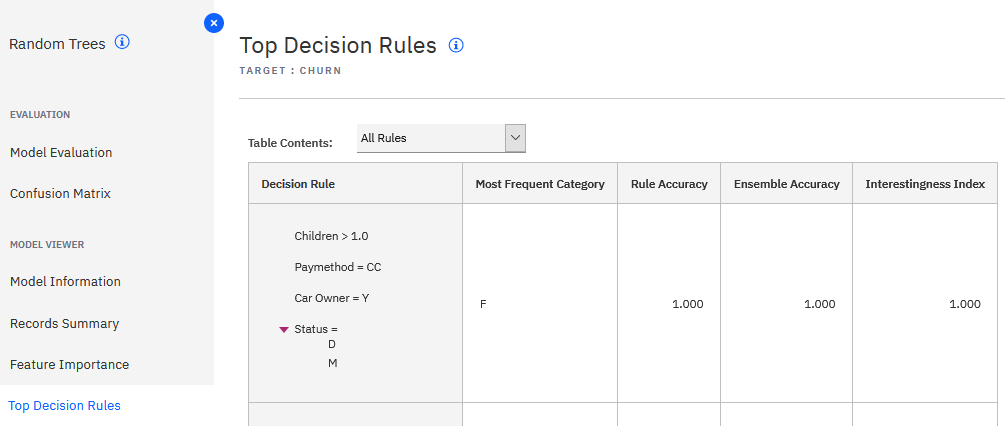 Random Trees
EVALUATION
Model Evaluation
Confusion Matrix
MODEL VIEWER
Model Information
Records Summary
Feature Importance
Top Decision Rules
Top Decision Rules
TARGET : CHURN
Table Contents: All Rules
Decision Rule Most Frequent Category Rule Accuracy Ensemble Accuracy Interestingness Index
Children > 1.0
Paymethod = CC
Car Owner = Y
F 1.000 1.000 1.000
Status =
D
M